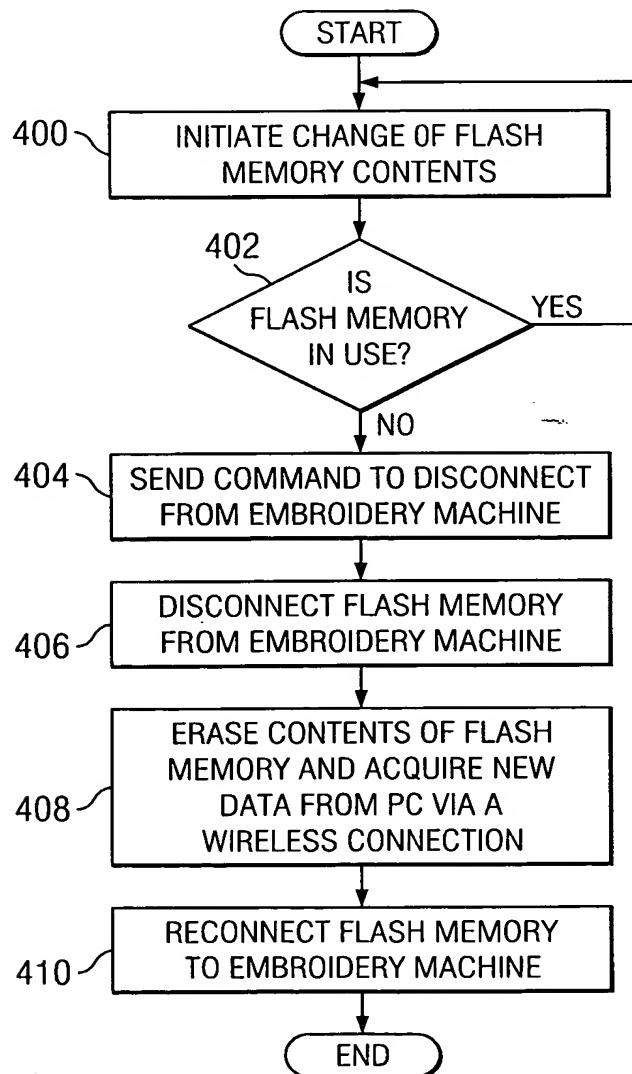 START
400
INITIATE CHANGE OF FLASH
MEMORY CONTENTS
402
IS
FLASH MEMORY
IN USE?
YES
NO
404
SEND COMMAND TO DISCONNECT
FROM EMBROIDERY MACHINE
406
DISCONNECT FLASH MEMORY
FROM EMBROIDERY MACHINE
408
ERASE CONTENTS OF FLASH
MEMORY AND ACQUIRE NEW
DATA FROM PC VIA A
WIRELESS CONNECTION
410
RECONNECT FLASH MEMORY
TO EMBROIDERY MACHINE
END